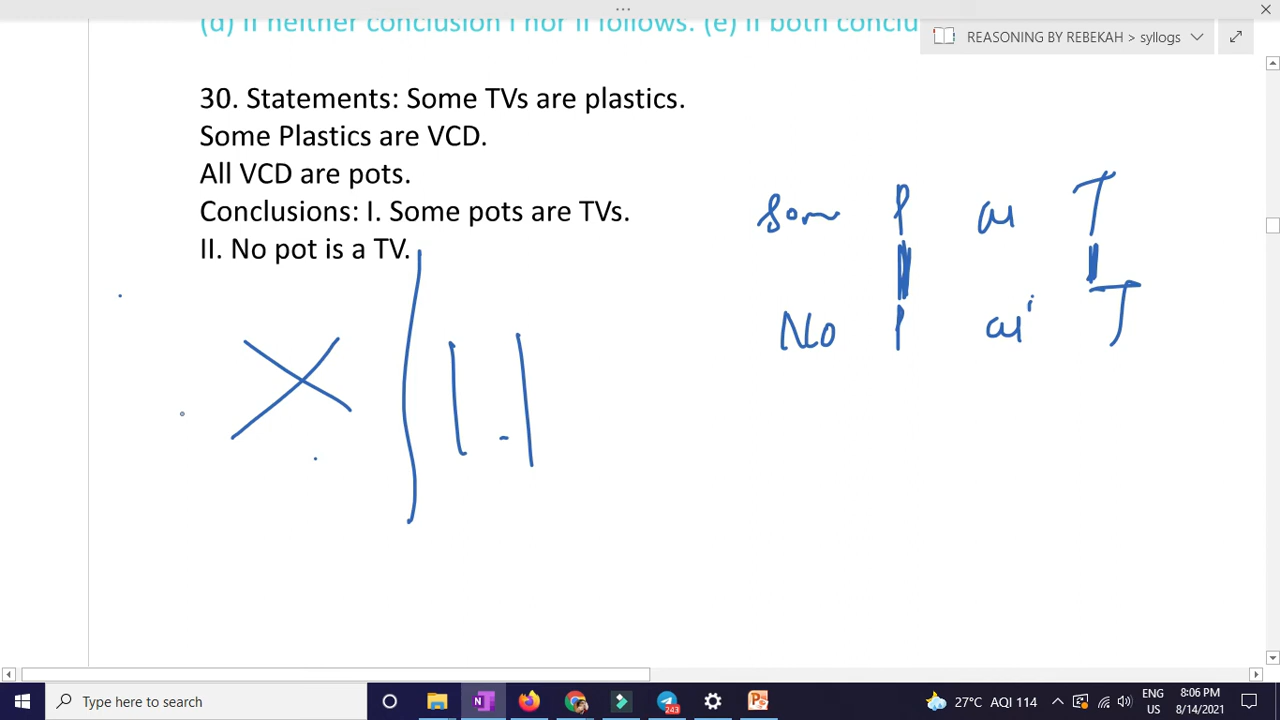 (d) If neither conclusion I nor II follows. (e) If both conclu
REASONING BY REBEKAH > syllogs
30. Statements: Some TVs are plastics.
Some Plastics are VCD.
All VCD are pots.
Conclusions: I. Some pots are TVs.
II. No pot is a TV.
Some P T
No P T
Type here to search
243
27°C AQI 114
ENG
US
8:06 PM
8/14/2021